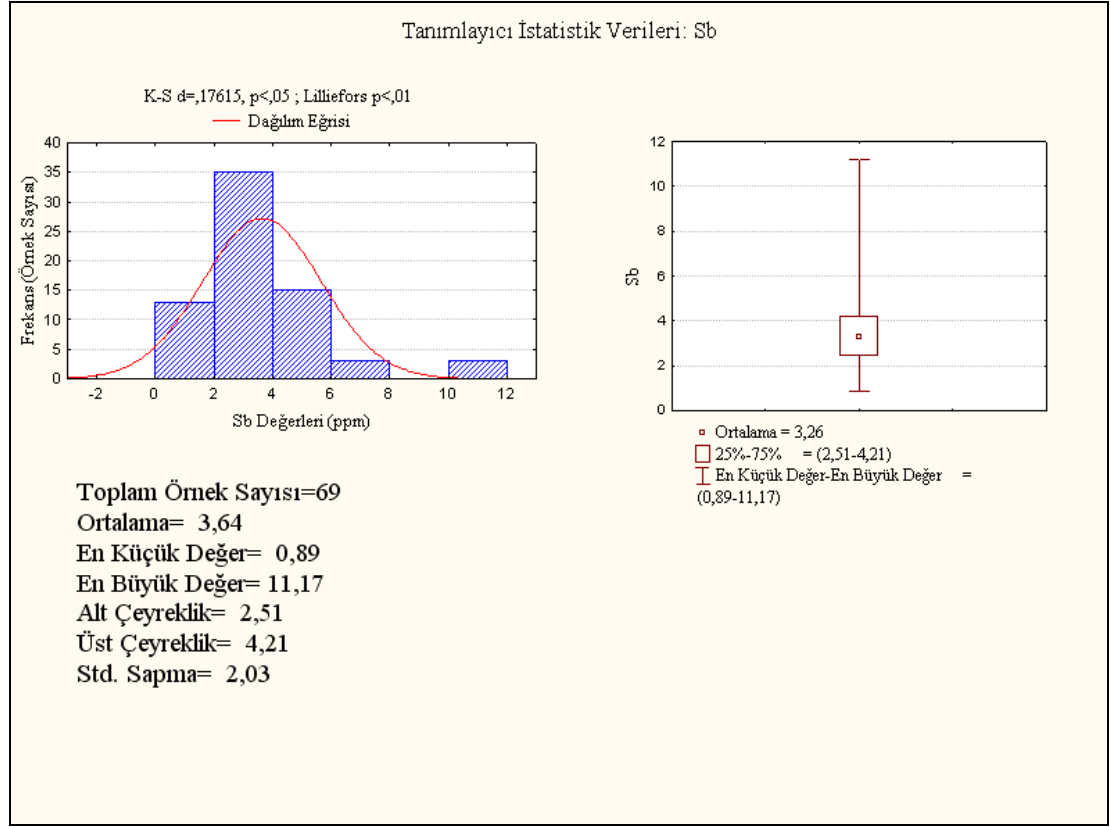 Tanımlayıcı İstatistik Verileri: Sb
K-S d=,17615, p<,05 ; Lilliefors p<,01
Dağılım Eğrisi
Frekans (Örnek Sayısı)
40
35
30
25
20
15
10
5
0
-2 0 2 4 6 8 10 12
Sb Değerleri (ppm)
Sb
12
10
8
6
4
2
0
Ortalama = 3,26
25%-75% = (2,51-4,21)
En Küçük Değer-En Büyük Değer =
(0,89-11,17)
Toplam Örnek Sayısı=69
Ortalama= 3,64
En Küçük Değer= 0,89
En Büyük Değer= 11,17
Alt Çeyreklik= 2,51
Üst Çeyreklik= 4,21
Std. Sapma= 2,03